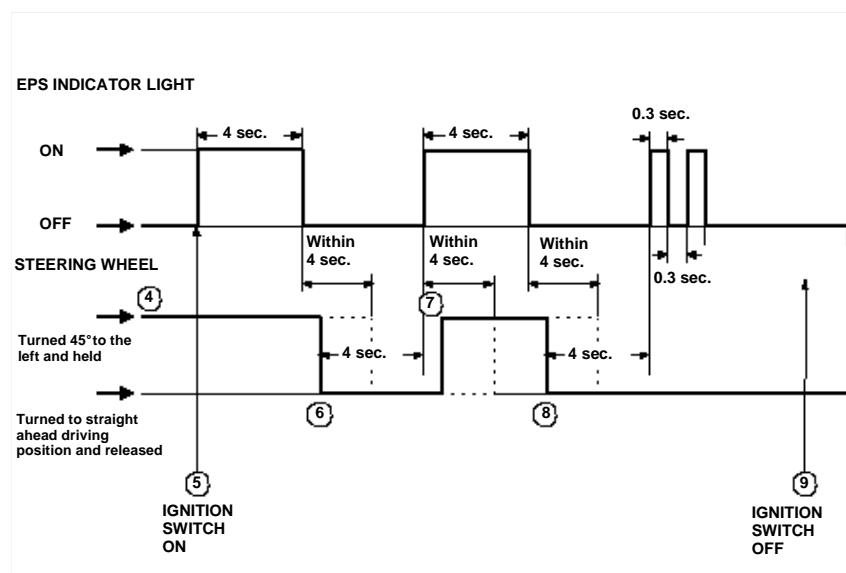 EPS INDICATOR LIGHT
0.3 sec.
4 sec.
4 sec.
ON
OFF
Within
4 sec.
Within
4 sec.
Within
4 sec.
0.3 sec.
STEERING WHEEL
4
7
Turned 45° to the
left and held
4 sec.
4 sec.
6
8
Turned to straight
ahead driving
position and released
5
9
IGNITION
SWITCH
ON
IGNITION
SWITCH
OFF